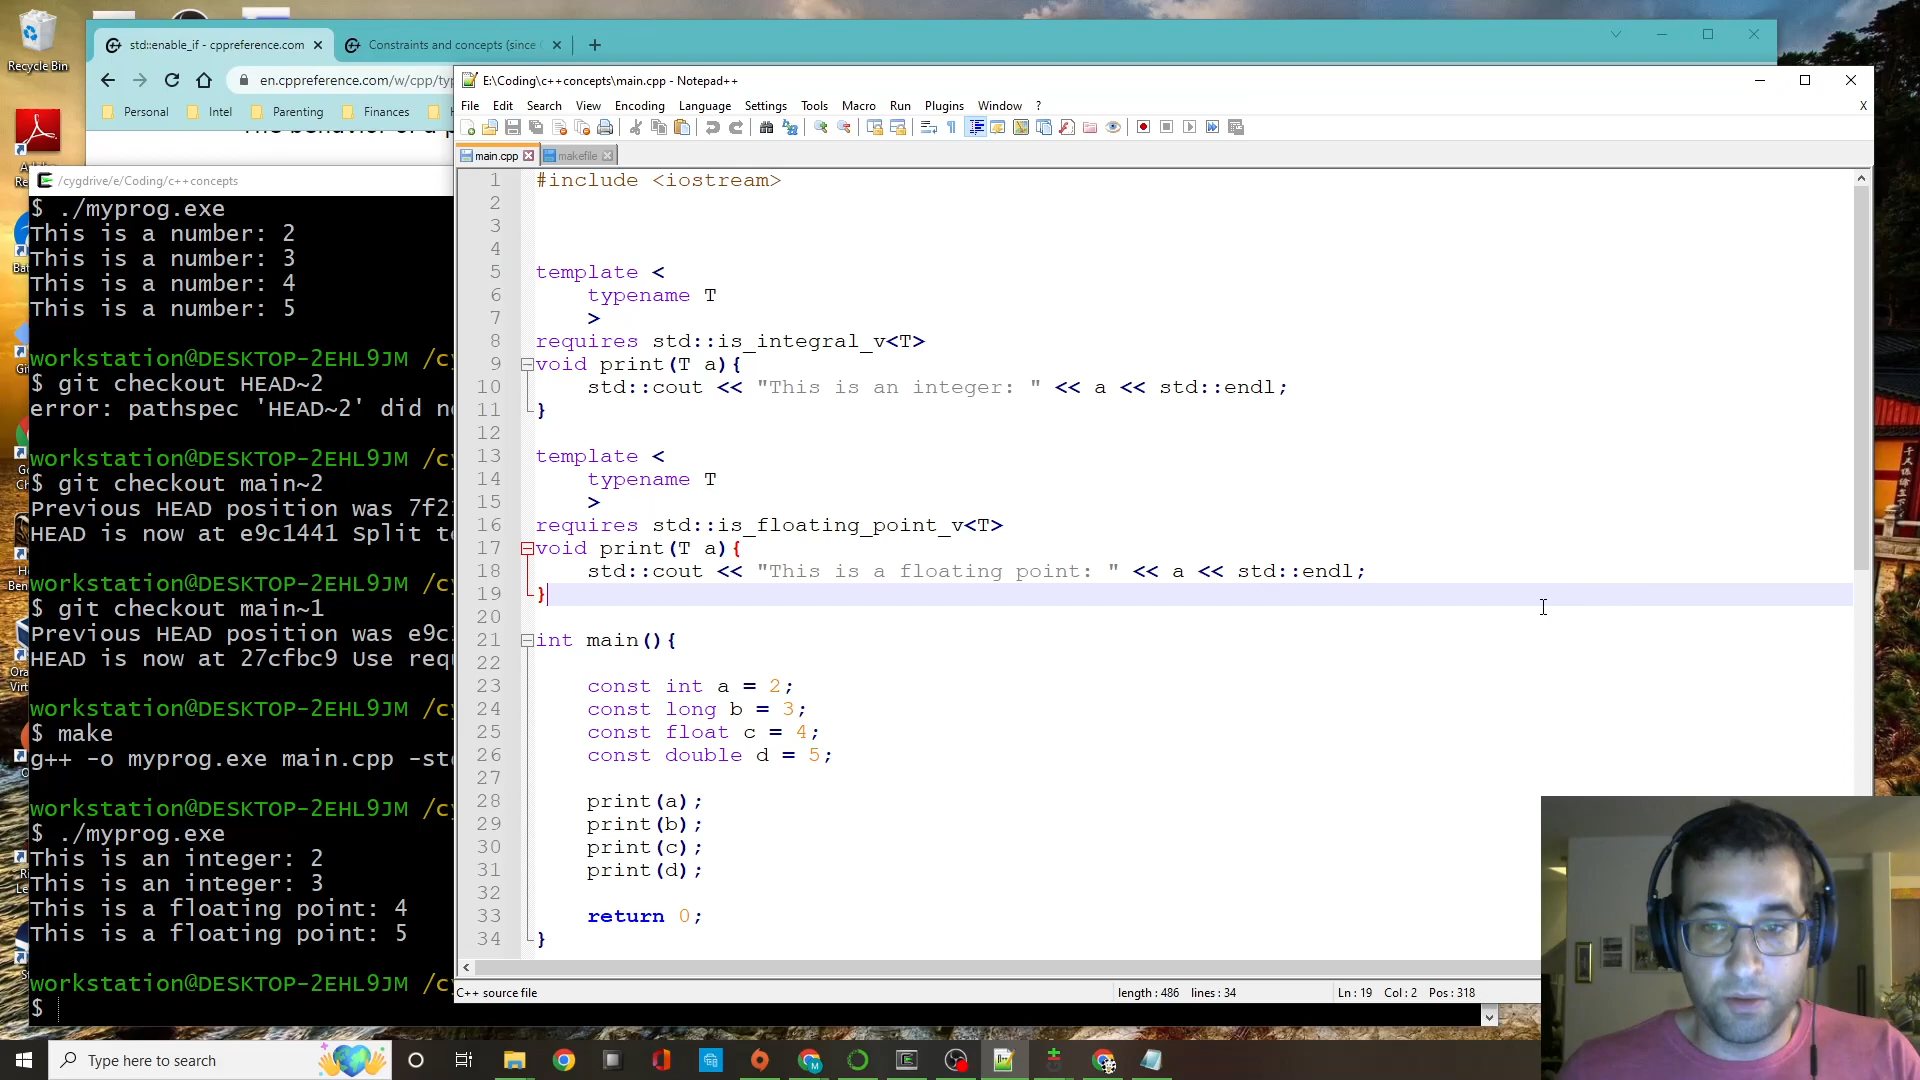 Recycle Bin
std::enable_if - cppreference.com
Constraints and concepts (since
en.cppreference.com/w/cpp/ty
Personal
Intel
Parenting
Finances
/cygdrive/e/Coding/c++concepts
$ ./myprog.exe
This is a number: 2
This is a number: 3
This is a number: 4
This is a number: 5
workstation@DESKTOP-2EHL9JM /c
$ git checkout HEAD~2
error: pathspec 'HEAD~2' did n
workstation@DESKTOP-2EHL9JM /c
$ git checkout main~2
Previous HEAD position was 7f2
HEAD is now at e9c1441 Split t
workstation@DESKTOP-2EHL9JM /c
$ git checkout main~1
Previous HEAD position was e9c
HEAD is now at 27cfbc9 Use req
workstation@DESKTOP-2EHL9JM /c
$ make
g++ -o myprog.exe main.cpp -st
workstation@DESKTOP-2EHL9JM /c
$ ./myprog.exe
This is an integer: 2
This is an integer: 3
This is a floating point: 4
This is a floating point: 5
workstation@DESKTOP-2EHL9JM /c
$
E:\Coding\c++concepts\main.cpp - Notepad++
File Edit Search View Encoding Language Settings Tools Macro Run Plugins Window ? X
main.cpp makefile
1 #include <iostream>
2
3
4
5 template <
6 typename T
7 >
8 requires std::is_integral_v<T>
9 void print(T a){
10 std::cout << "This is an integer: " << a << std::endl;
11 }
12
13 template <
14 typename T
15 >
16 requires std::is_floating_point_v<T>
17 void print(T a){
18 std::cout << "This is a floating point: " << a << std::endl;
19 }
20
21 int main(){
22
23 const int a = 2;
24 const long b = 3;
25 const float c = 4;
26 const double d = 5;
27
28 print(a);
29 print(b);
30 print(c);
31 print(d);
32
33 return 0;
34 }
C++ source file length : 486 lines : 34 Ln : 19 Col : 2 Pos : 318
Type here to search